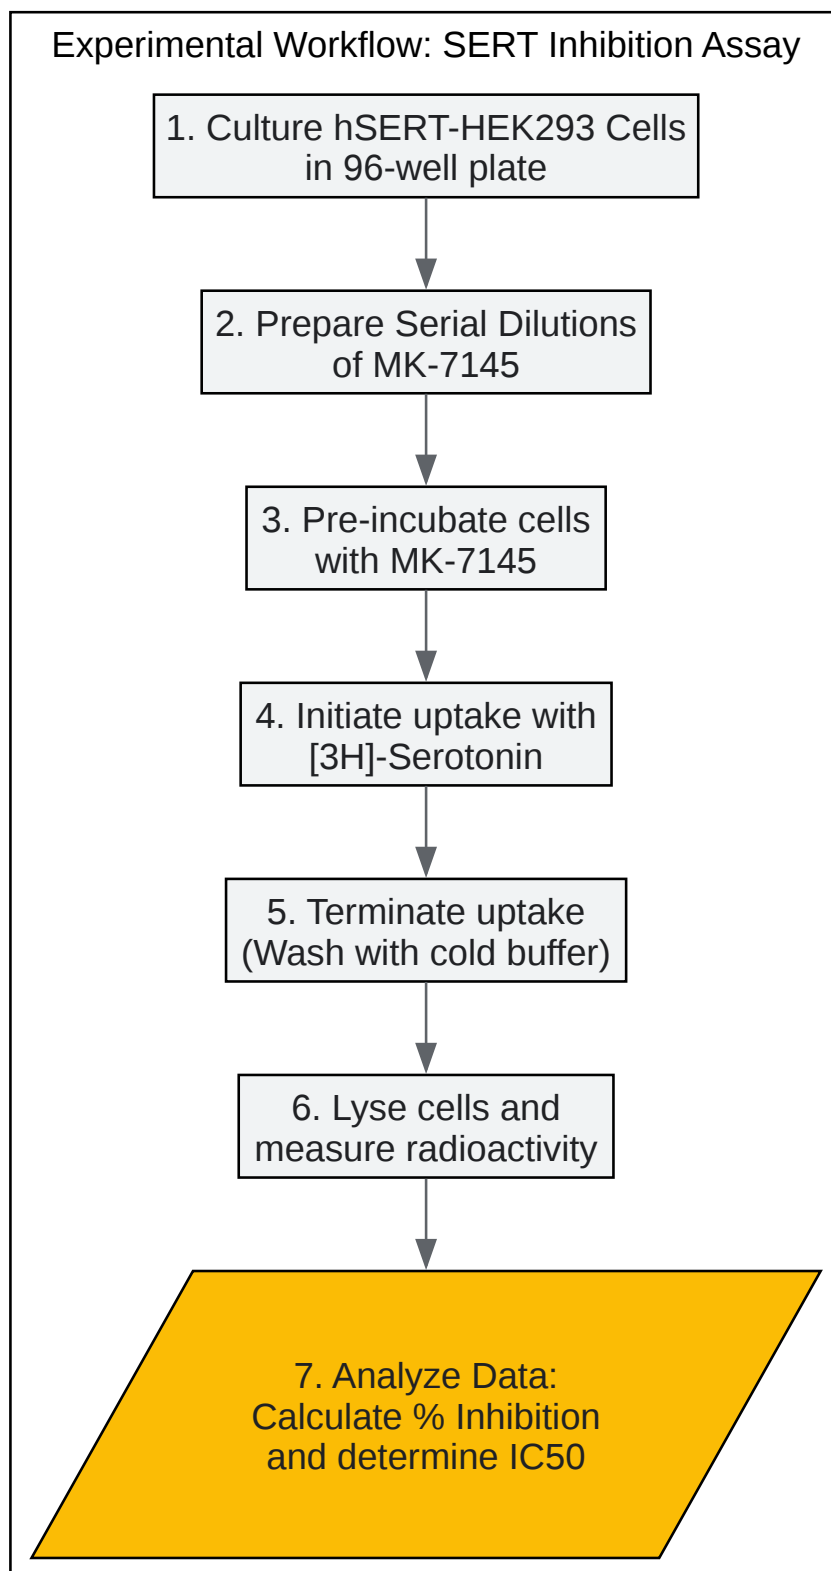 Experimental Workflow: SERT Inhibition Assay
1. Culture hSERT-HEK293 Cells
in 96-well plate
2. Prepare Serial Dilutions
of MK-7145
3. Pre-incubate cells
with MK-7145
4. Initiate uptake with
[3H]-Serotonin
5. Terminate uptake
(Wash with cold buffer)
6. Lyse cells and
measure radioactivity
7. Analyze Data:
Calculate % Inhibition
and determine IC50